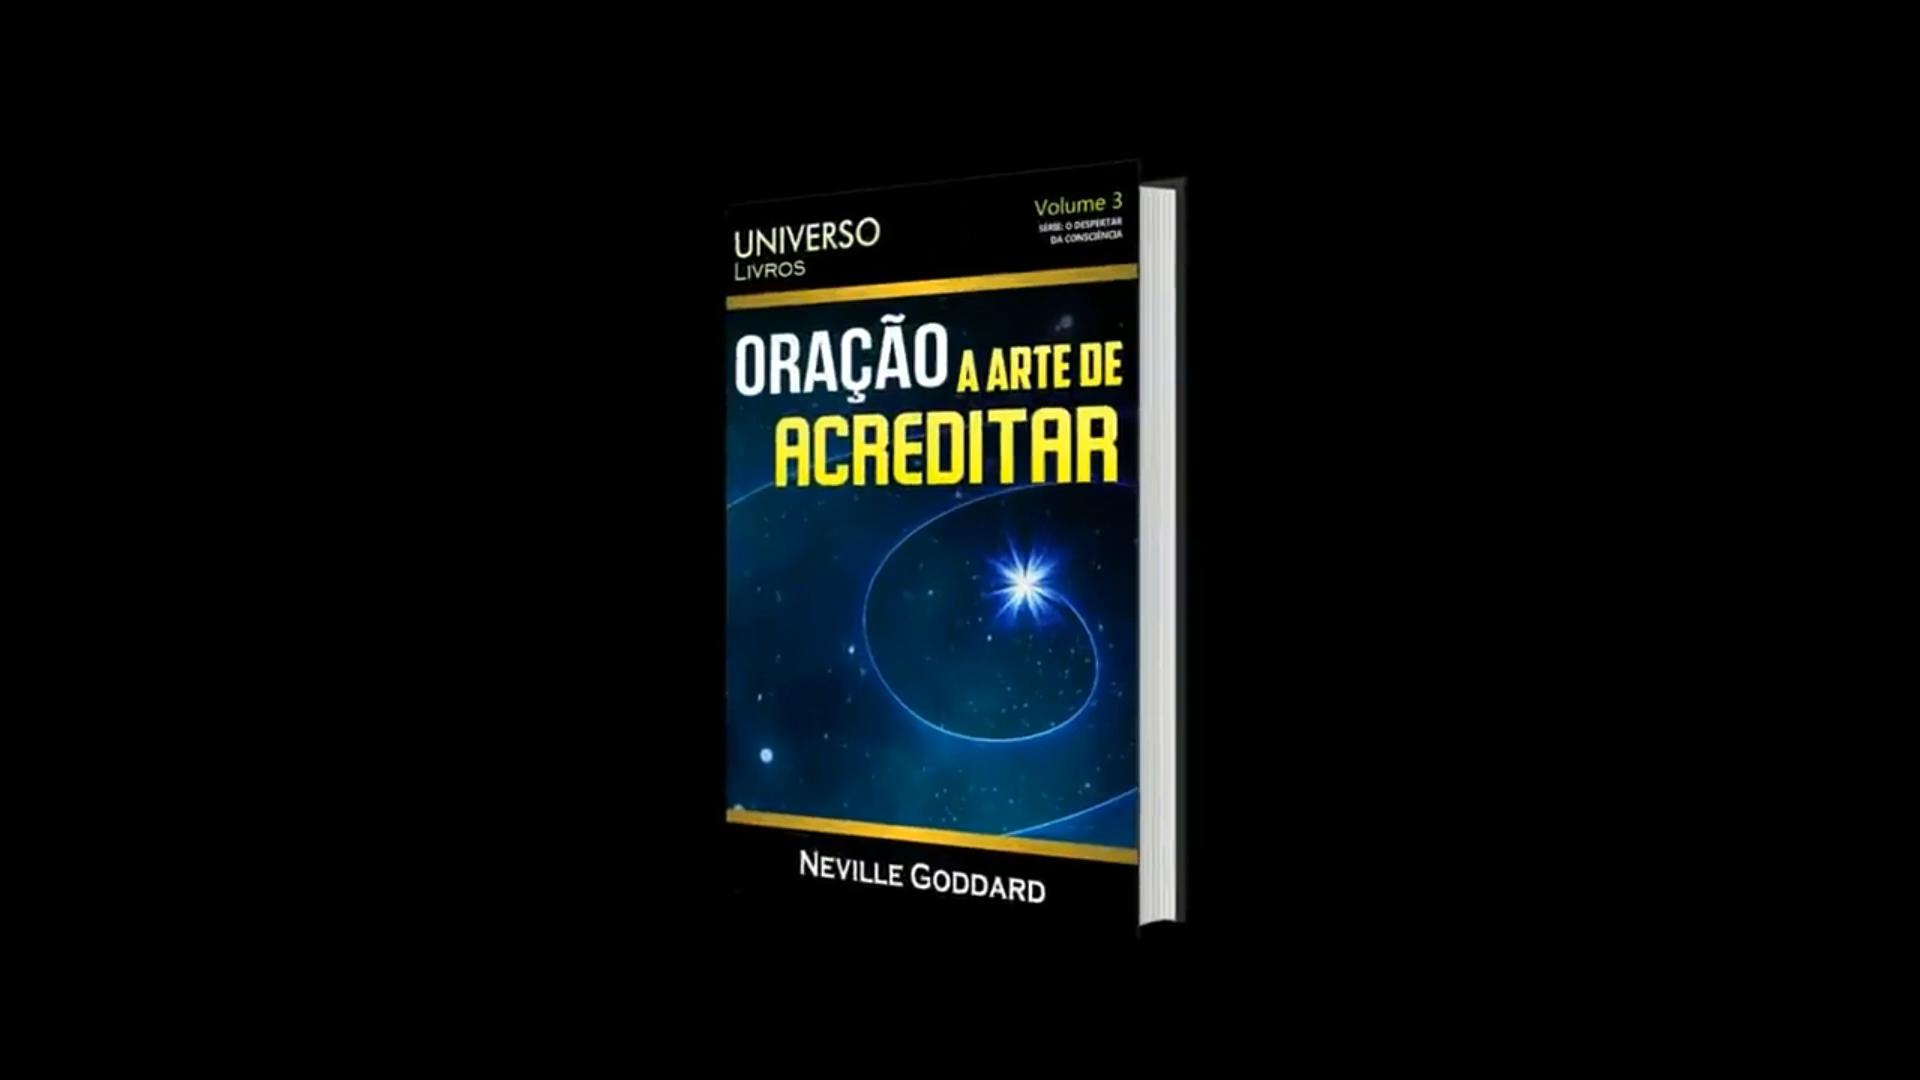 UNIVERSO
LIVROS
Volume 3
SÉRIE: O DESPERTAR
DA CONSCIÊNCIA
ORAÇÃO A ARTE DE
ACREDITAR
NEVILLE GODDARD